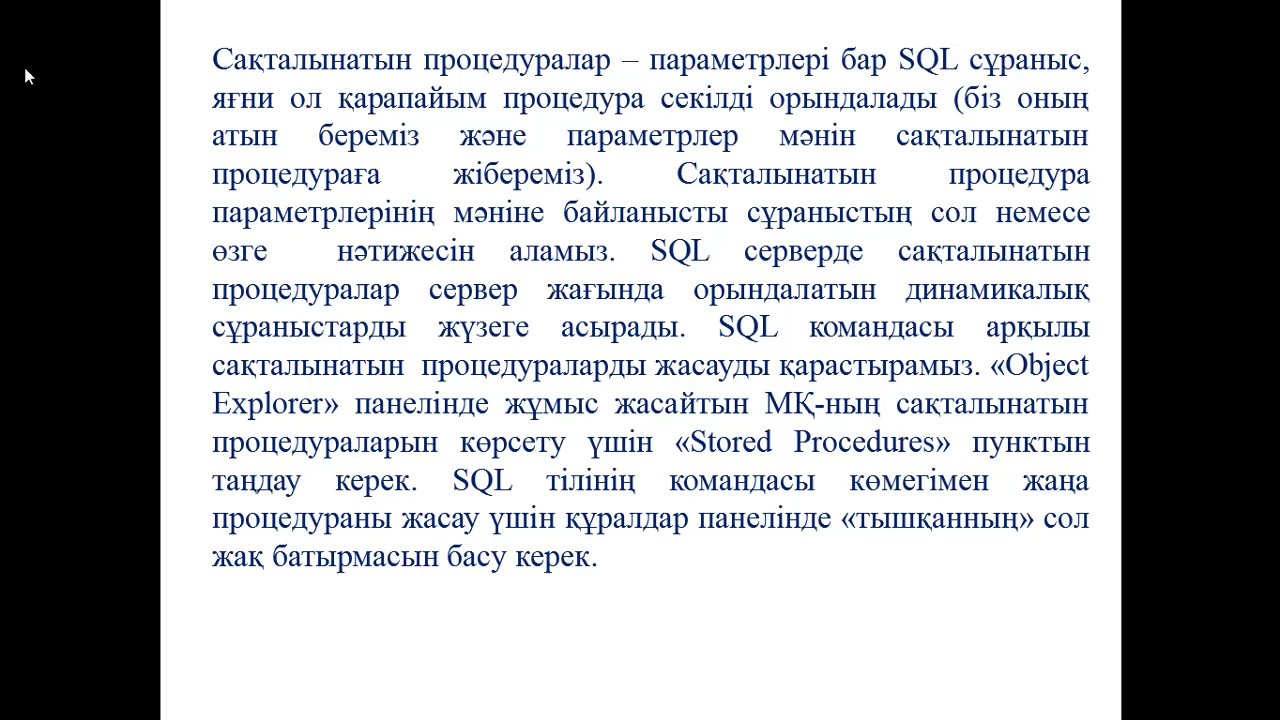 Сақталынатын процедуралар – параметрлері бар SQL сұраныс,
яғни ол қарапайым процедура секілді орындалады (біз оның
атын береміз және параметрлер мәнін сақталынатын
процедураға жібереміз). Сақталынатын процедура
параметрлерінің мәніне байланысты сұраныстың сол немесе
өзге нәтижесін аламыз. SQL серверде сақталынатын
процедуралар сервер жағында орындалатын динамикалық
сұраныстарды жүзеге асырады. SQL командасы арқылы
сақталынатын процедураларды жасауды қарастырамыз. «Object
Explorer» панелінде жұмыс жасайтын МҚ-ның сақталынатын
процедураларын көрсету үшін «Stored Procedures» пунктын
таңдау керек. SQL тілінің командасы көмегімен жаңа
процедураны жасау үшін құралдар панелінде «тышқанның» сол
жақ батырмасын басу керек.